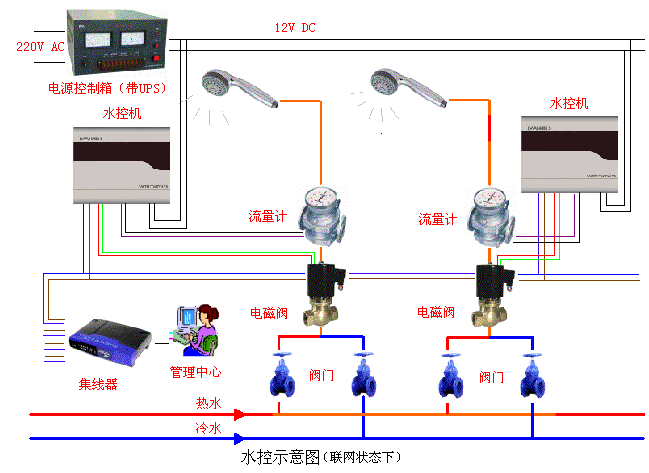 12V DC
220V AC
电源控制箱（带UPS）
水控机
水控机
流量计
流量计
电磁阀
电磁阀
集线器
管理中心
阀门
阀门
热水
冷水
水控示意图(联网状态下)